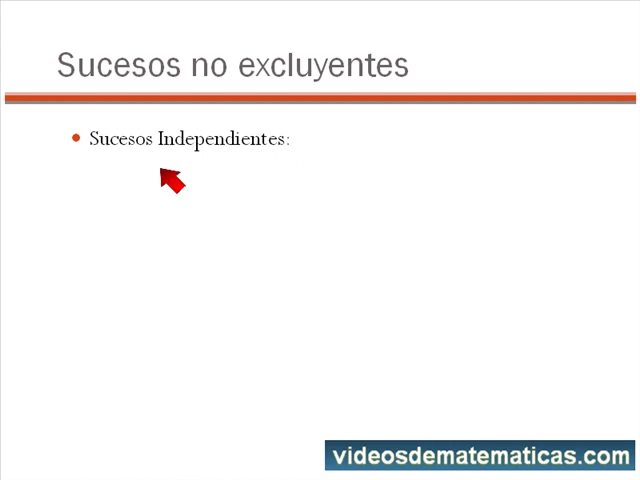 Sucesos no excluyentes
• Sucesos Independientes:
videosdematematicas.com